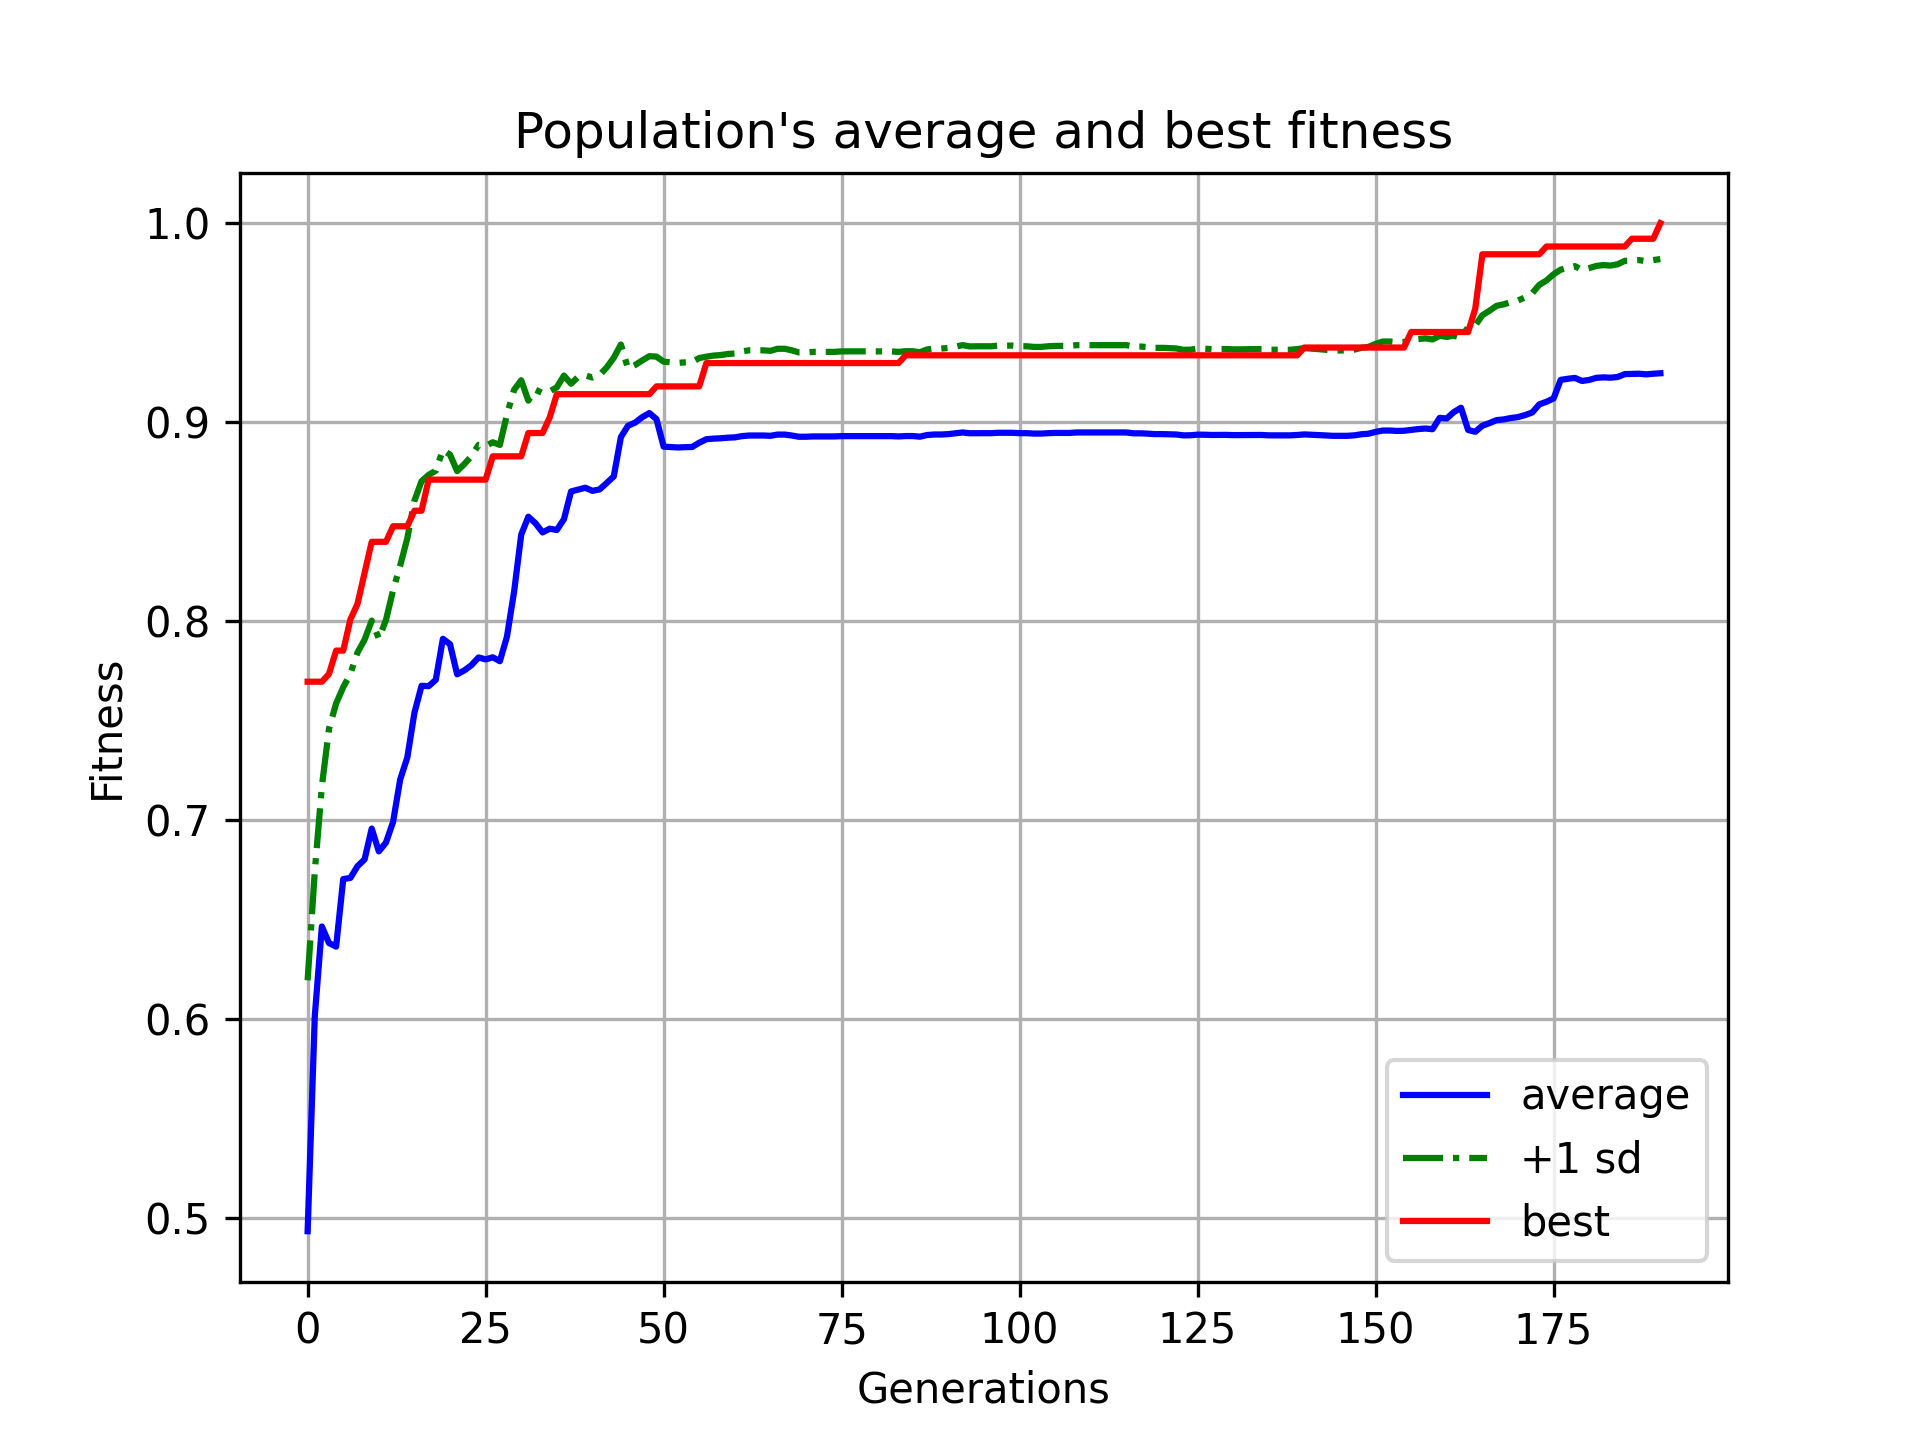 Population's average and best fitness
1.0
0.9
0.8
0.7
0.6
0.5
Fitness
average
+1 sd
best
0 25 50 75 100 125 150 175
Generations